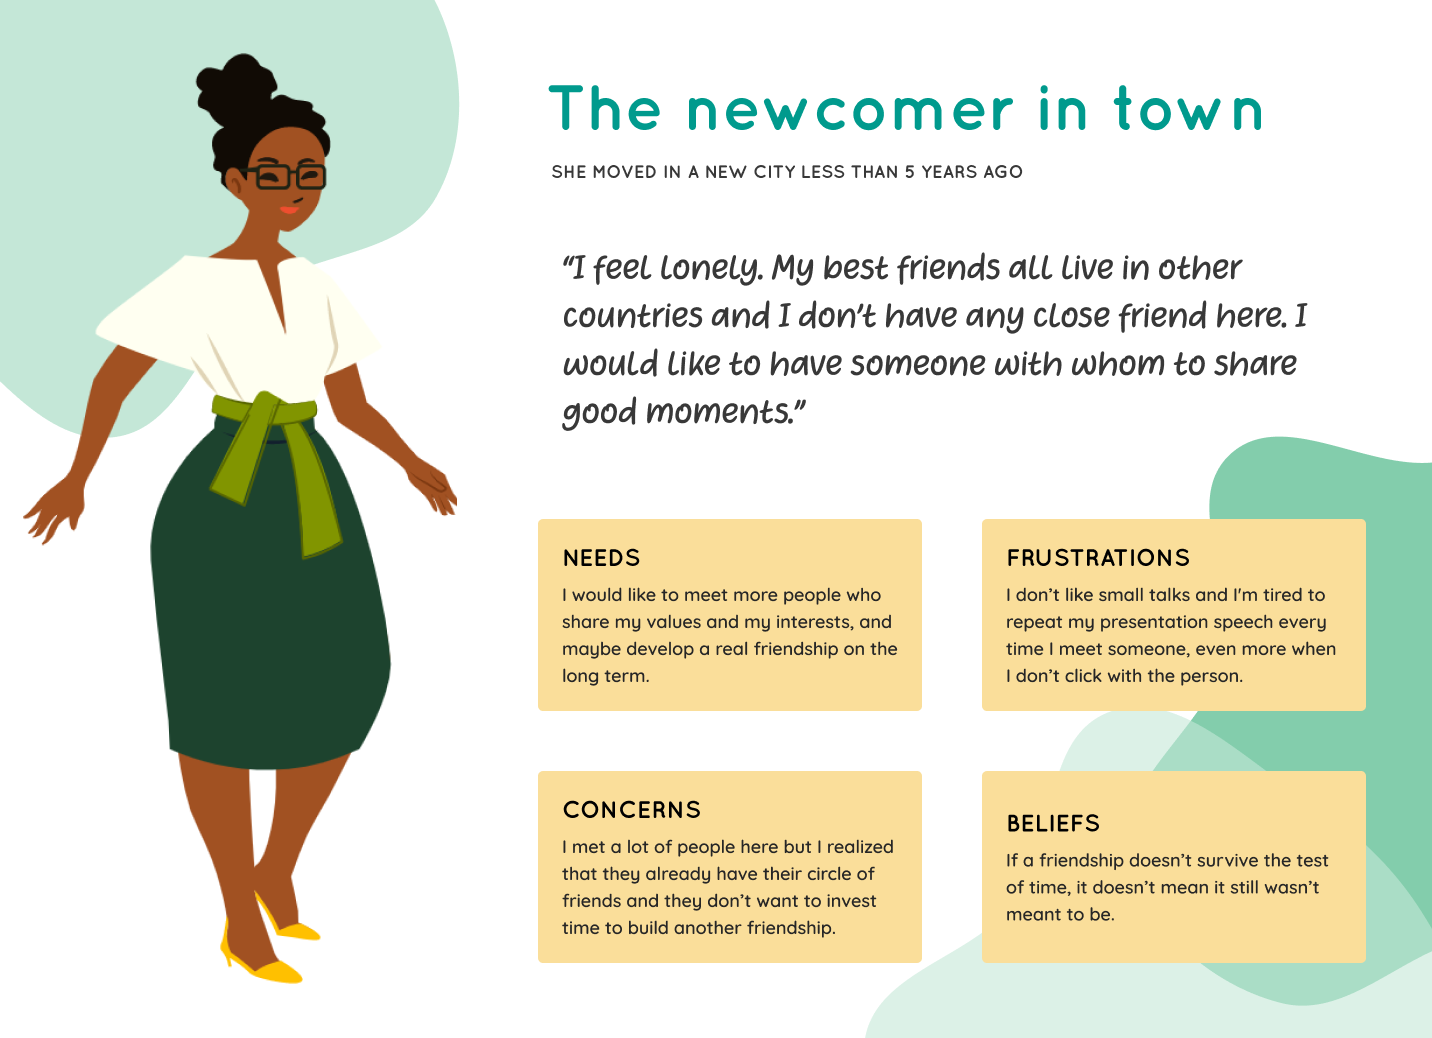 The newcomer in town
SHE MOVED IN A NEW CITY LESS THAN 5 YEARS AGO
“I feel lonely. My best friends all live in other
countries and I don’t have any close friend here. I
would like to have someone with whom to share
good moments.”
NEEDS
I would like to meet more people who
share my values and my interests, and
maybe develop a real friendship on the
long term.
FRUSTRATIONS
I don’t like small talks and I'm tired to
repeat my presentation speech every
time I meet someone, even more when
I don’t click with the person.
CONCERNS
I met a lot of people here but I realized
that they already have their circle of
friends and they don’t want to invest
time to build another friendship.
BELIEFS
If a friendship doesn’t survive the test
of time, it doesn’t mean it still wasn’t
meant to be.